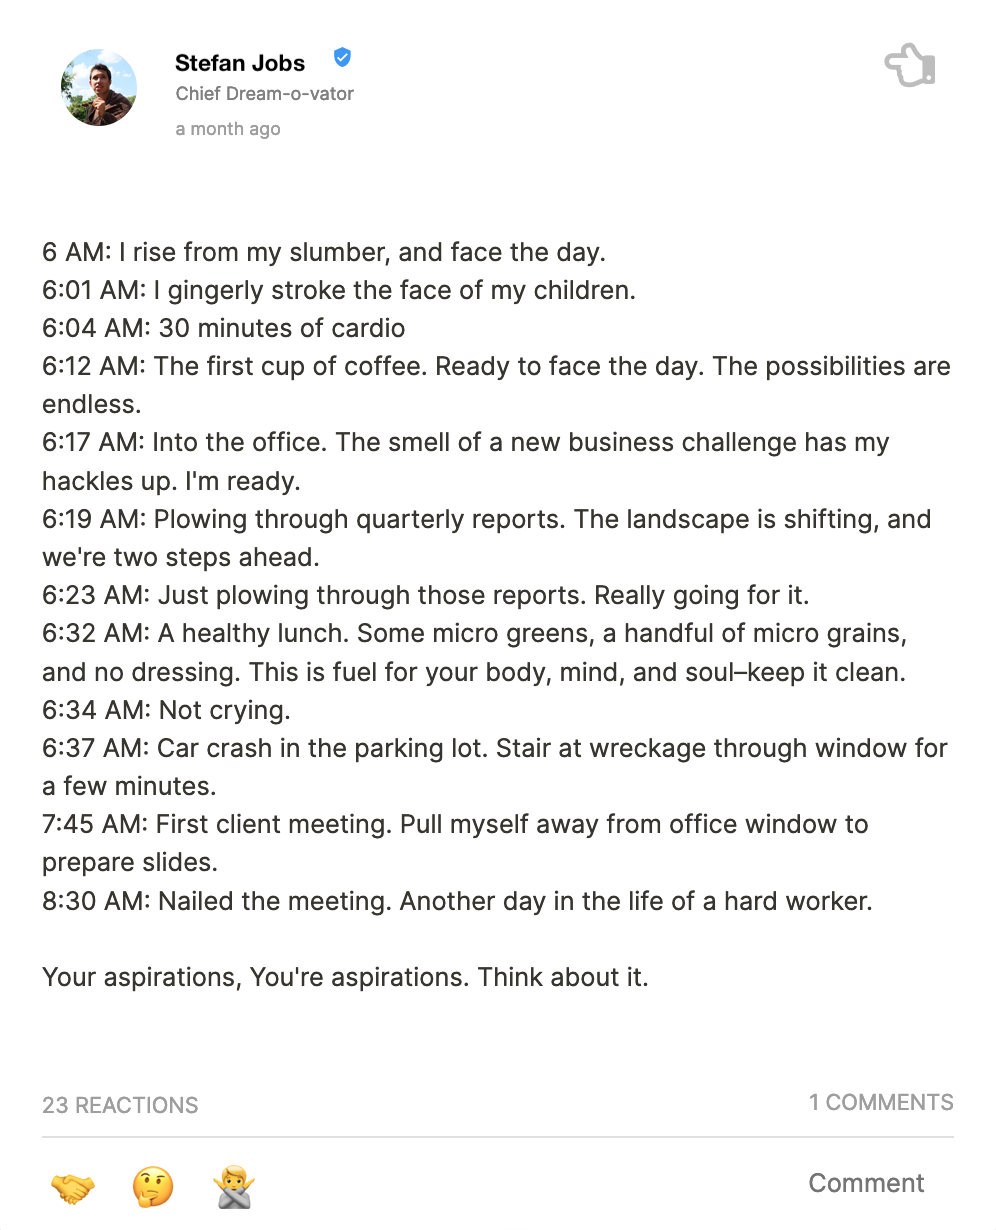 Stefan Jobs
Chief Dream-o-vator
a month ago
6 AM: I rise from my slumber, and face the day.
6:01 AM: I gingerly stroke the face of my children.
6:04 AM: 30 minutes of cardio
6:12 AM: The first cup of coffee. Ready to face the day. The possibilities are
endless.
6:17 AM: Into the office. The smell of a new business challenge has my
hackles up. I'm ready.
6:19 AM: Plowing through quarterly reports. The landscape is shifting, and
we're two steps ahead.
6:23 AM: Just plowing through those reports. Really going for it.
6:32 AM: A healthy lunch. Some micro greens, a handful of micro grains,
and no dressing. This is fuel for your body, mind, and soul–keep it clean.
6:34 AM: Not crying.
6:37 AM: Car crash in the parking lot. Stair at wreckage through window for
a few minutes.
7:45 AM: First client meeting. Pull myself away from office window to
prepare slides.
8:30 AM: Nailed the meeting. Another day in the life of a hard worker.
Your aspirations, You're aspirations. Think about it.
23 REACTIONS
1 COMMENTS
Comment